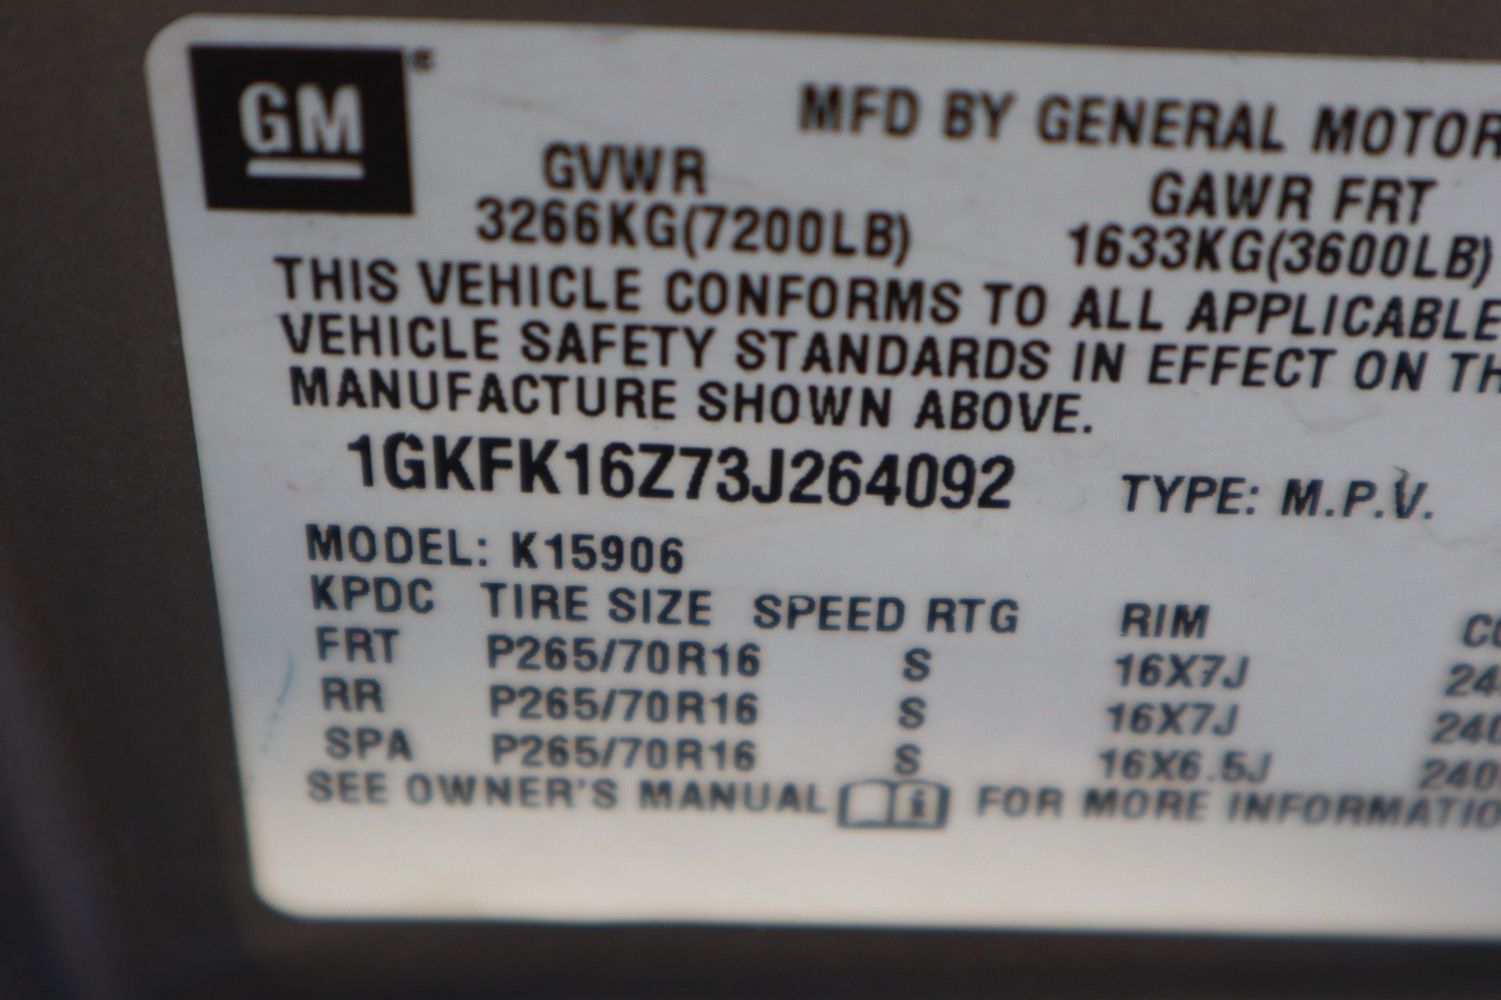 GM
MFD BY GENERAL MOTOR
GVWR GAWR FRT
3266KG(7200LB) 1633KG(3600LB)
THIS VEHICLE CONFORMS TO ALL APPLICABLE
VEHICLE SAFETY STANDARDS IN EFFECT ON TH
MANUFACTURE SHOWN ABOVE.
1GKFK16Z73J264092 TYPE: M.P.V.
MODEL: K15906
KPDC TIRE SIZE SPEED RTG RIM
FRT P265/70R16 S 16X7J 24
RR P265/70R16 S 16X7J 240
SPA P265/70R16 S 16X6.5J 240
SEE OWNER'S MANUAL i FOR MORE INFORMATIO